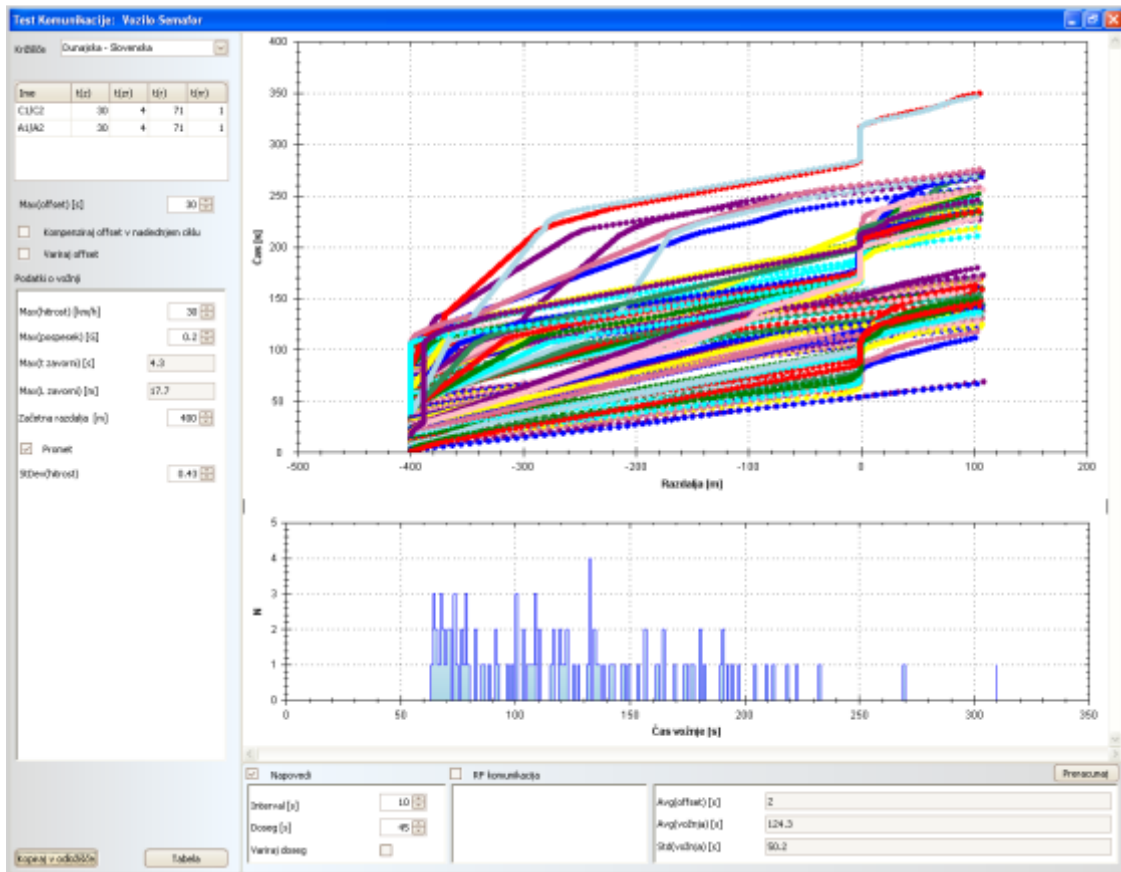 Test Komunikacije: Vozilo Semafor
Križišče Dunajska - Slovenska
Ime t(z) t(zr) t(r) t(rr)
C1/C2 30 4 71 1
A1/A2 30 4 71 1
Max(offset) [s] 30
Kompenziraj offset v naslednjem ciklu
Variraj offset
Podatki o vožnji
Max(hitrost) [km/h] 30
Max(pospesek) [G] 0.2
Max(t zavorni) [s] 4.3
Max(L zavorni) [m] 17.7
Začetna razdalja [m] 400
Promet
StDev(hitrost) 0.43
Kopiraj v odložišče
Tabela
400
350
300
250
200
150
100
50
0
Čas [s]
-500 -400 -300 -200 -100 0 100 200
Razdalja [m]
5
4
3
2
1
0
N
0 50 100 150 200 250 300 350
Čas vožnje [s]
Napovedi
Interval [s] 10
Doseg [s] 45
Variraj doseg
RF komunikacija
Preracunaj
Avg(offset) [s] 2
Avg(vožnja) [s] 124.3
Std(vožnja) [s] 50.2